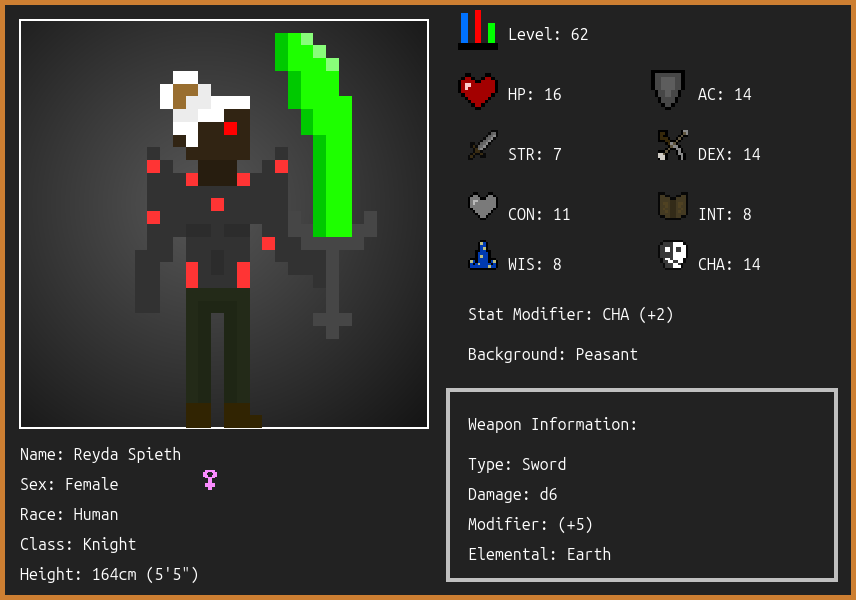 Level: 62
HP: 16
AC: 14
STR: 7
DEX: 14
CON: 11
INT: 8
WIS: 8
CHA: 14
Stat Modifier: CHA (+2)
Background: Peasant
Weapon Information:
Type: Sword
Damage: d6
Modifier: (+5)
Elemental: Earth
Name: Reyda Spieth
Sex: Female
Race: Human
Class: Knight
Height: 164cm (5'5")